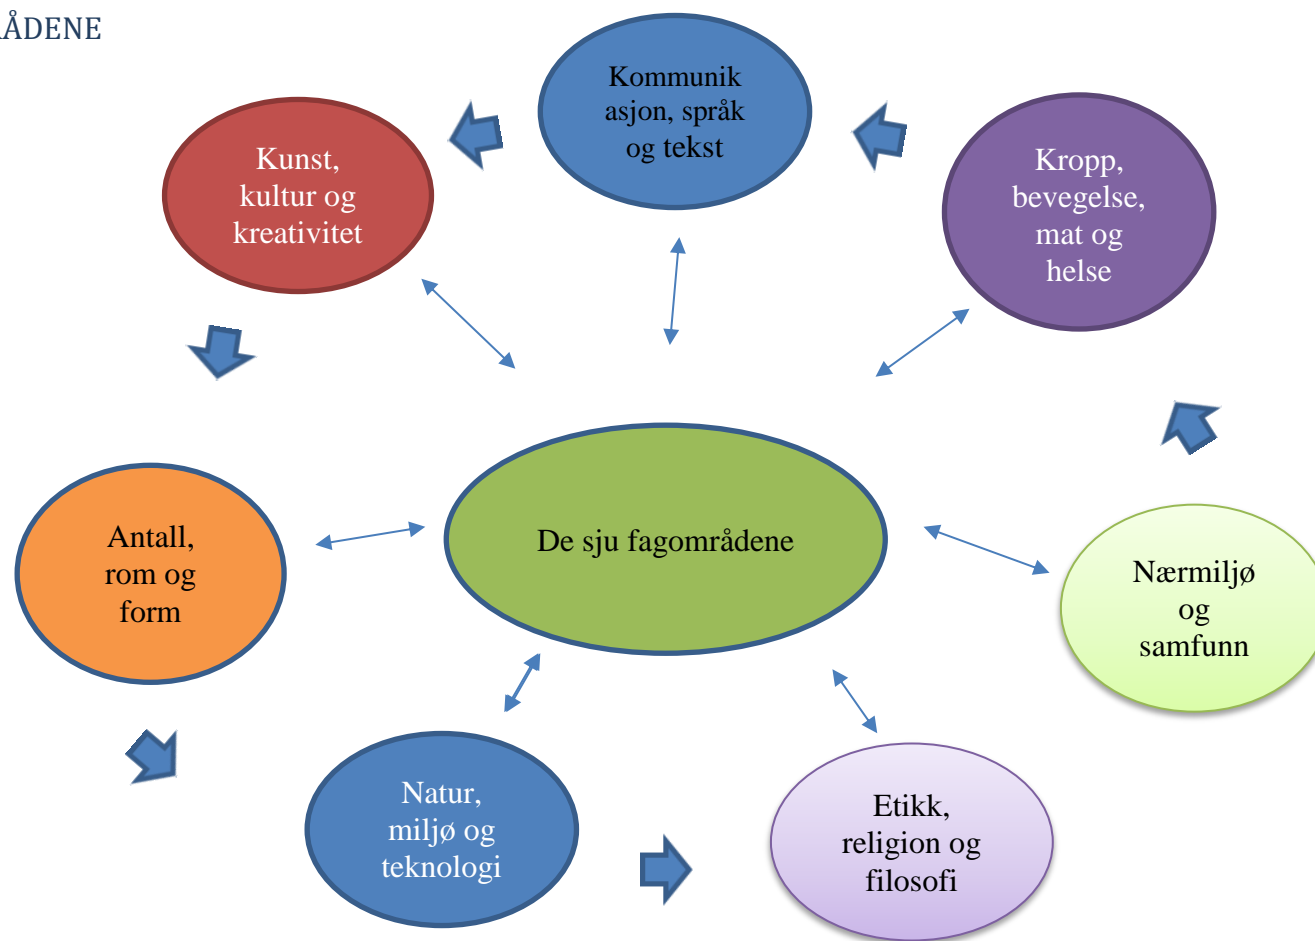 ÅDENE
Kommunik
asjon, språk
og tekst
Kunst,
kultur og
kreativitet
Kropp,
bevegelse,
mat og
helse
De sju fagområdene
Antall,
rom og
form
Nærmiljø
og
samfunn
Natur,
miljø og
teknologi
Etikk,
religion og
filosofi